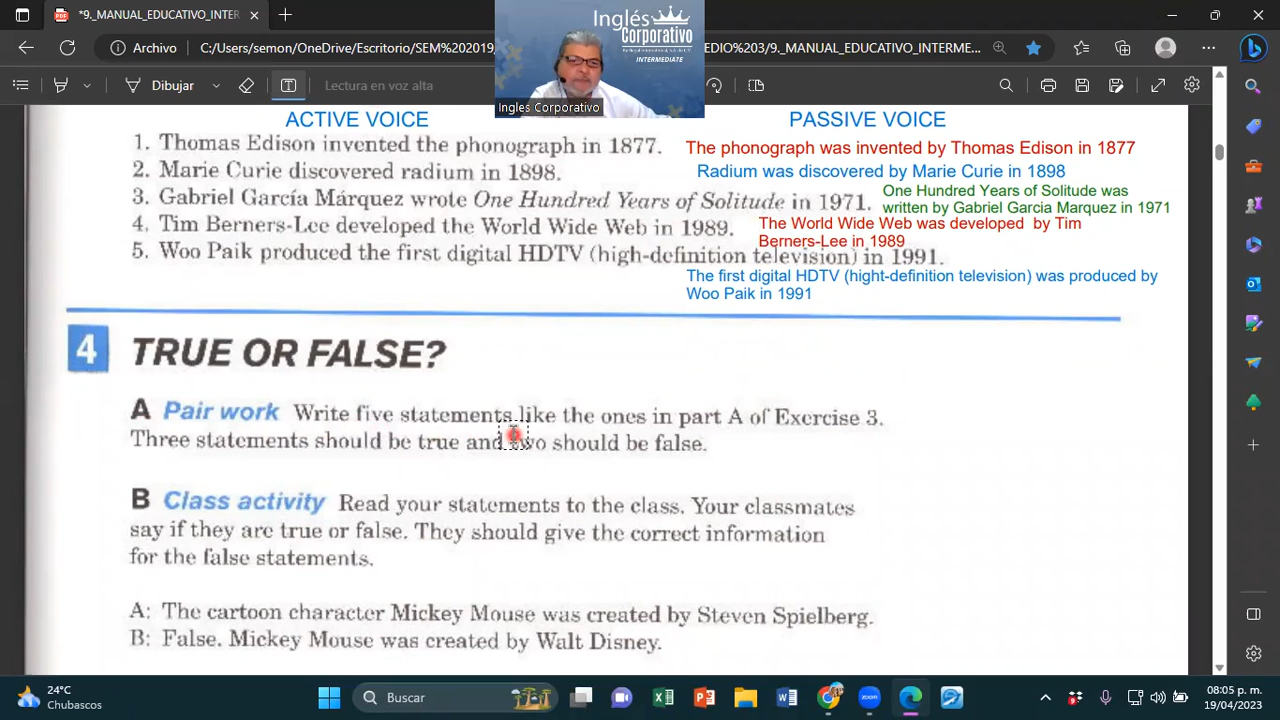 *9_MANUAL_EDUCATIVO_INTER
Archivo
C:/Users/semon/OneDrive/Escritorio/SEM%202019
EDIO%203/9._MANUAL_EDUCATIVO_INTERME...
Dibujar
Lectura en voz alta
Inglés
Corporativo
INTERMEDIATE
Ingles Corporativo
ACTIVE VOICE
PASSIVE VOICE
1. Thomas Edison invented the phonograph in 1877.
The phonograph was invented by Thomas Edison in 1877
2. Marie Curie discovered radium in 1898.
Radium was discovered by Marie Curie in 1898
3. Gabriel García Márquez wrote One Hundred Years of Solitude in 1971.
One Hundred Years of Solitude was
written by Gabriel Garcia Marquez in 1971
4. Tim Berners-Lee developed the World Wide Web in 1989.
The World Wide Web was developed by Tim
Berners-Lee in 1989
5. Woo Paik produced the first digital HDTV (high-definition television) in 1991.
The first digital HDTV (hight-definition television) was produced by
Woo Paik in 1991
4 TRUE OR FALSE?
A Pair work Write five statements like the ones in part A of Exercise 3.
Three statements should be true and two should be false.
B Class activity Read your statements to the class. Your classmates
say if they are true or false. They should give the correct information
for the false statements.
A: The cartoon character Mickey Mouse was created by Steven Spielberg.
B: False. Mickey Mouse was created by Walt Disney.
24°C
Chubascos
Buscar
08:05 p. m.
19/04/2023